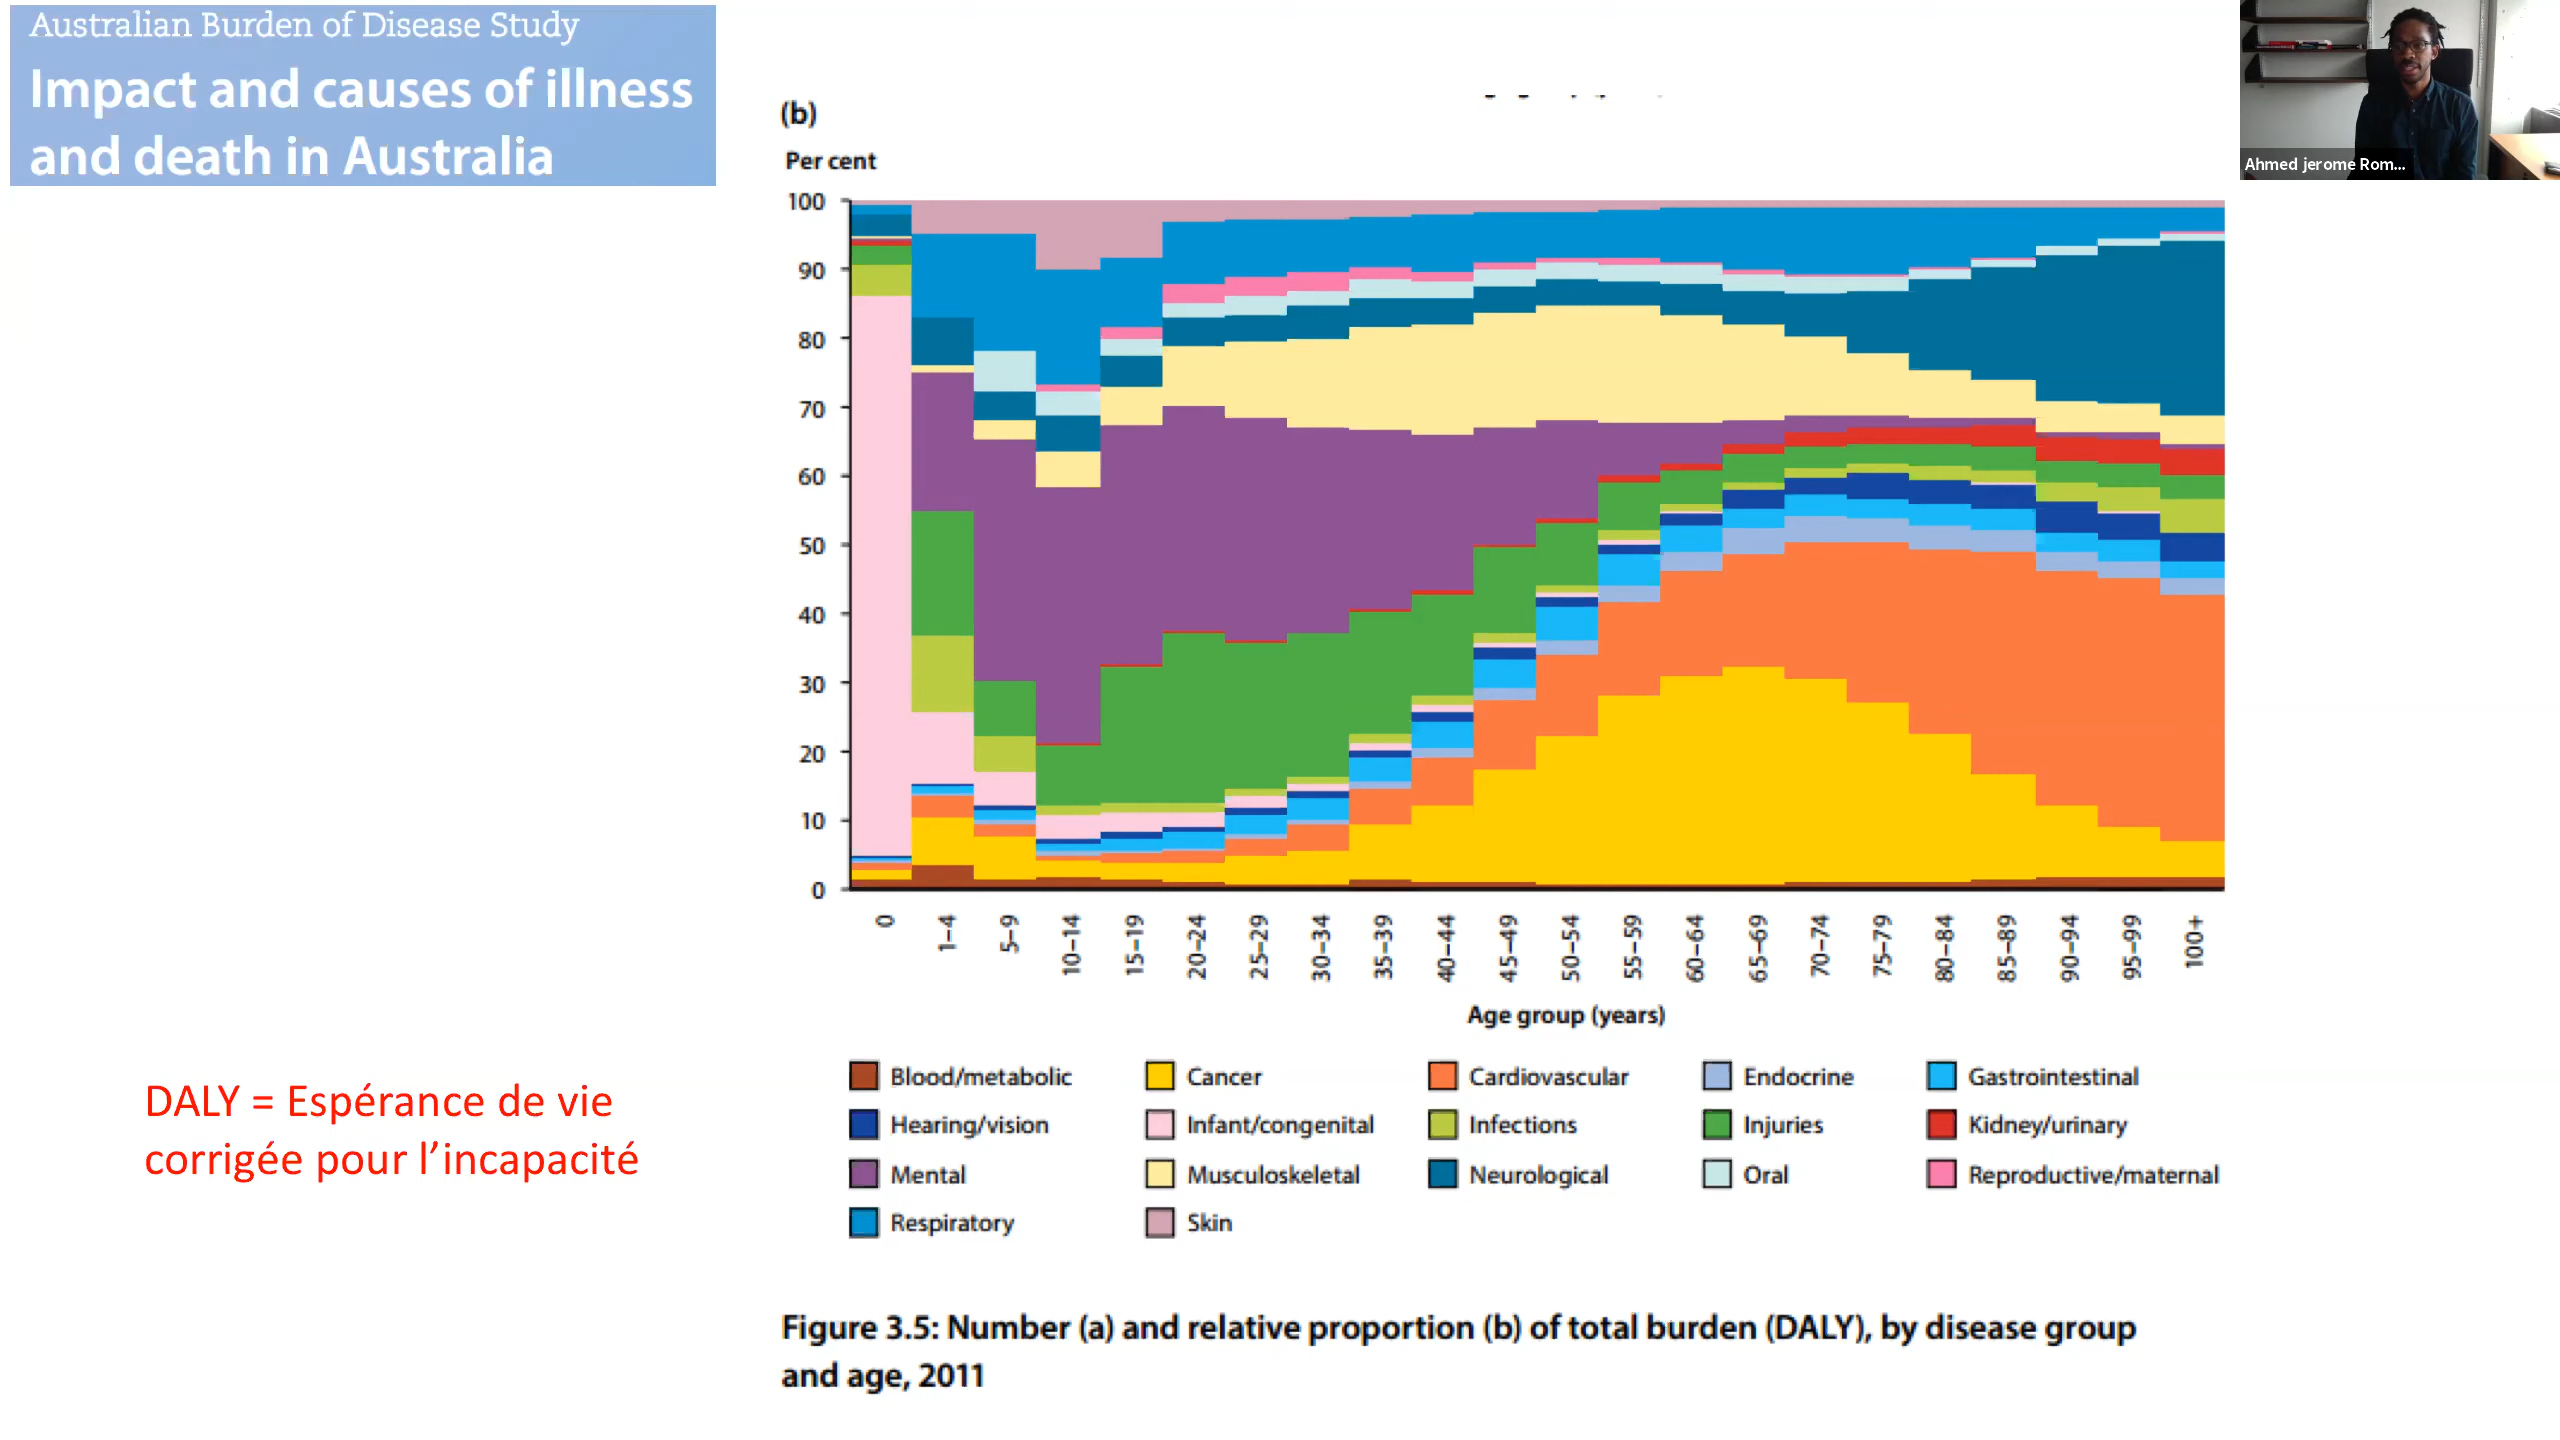 Australian Burden of Disease Study
Impact and causes of illness
and death in Australia
Ahmed jerome Rom...
(b)
Per cent
100
90
80
70
60
50
40
30
20
10
0
0
1–4
5–9
10–14
15–19
20–24
25–29
30–34
35–39
40–44
45–49
50–54
55–59
60–64
65–69
70–74
75–79
80–84
85–89
90–94
95–99
100+
Age group (years)
Blood/metabolic
Cancer
Cardiovascular
Endocrine
Gastrointestinal
Hearing/vision
Infant/congenital
Infections
Injuries
Kidney/urinary
Mental
Musculoskeletal
Neurological
Oral
Reproductive/maternal
Respiratory
Skin
DALY = Espérance de vie
corrigée pour l’incapacité
Figure 3.5: Number (a) and relative proportion (b) of total burden (DALY), by disease group
and age, 2011